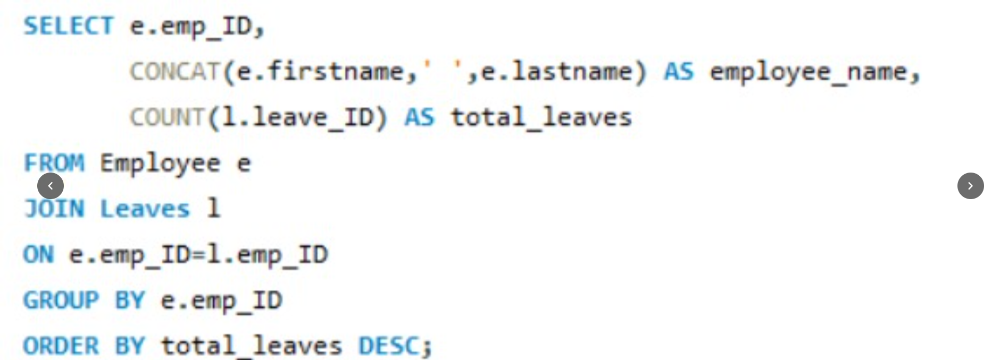 SELECT e.emp_ID,
CONCAT(e.firstname,' ',e.lastname) AS employee_name,
COUNT(l.leave_ID) AS total_leaves
FROM Employee e
JOIN Leaves l
ON e.emp_ID=l.emp_ID
GROUP BY e.emp_ID
ORDER BY total_leaves DESC;